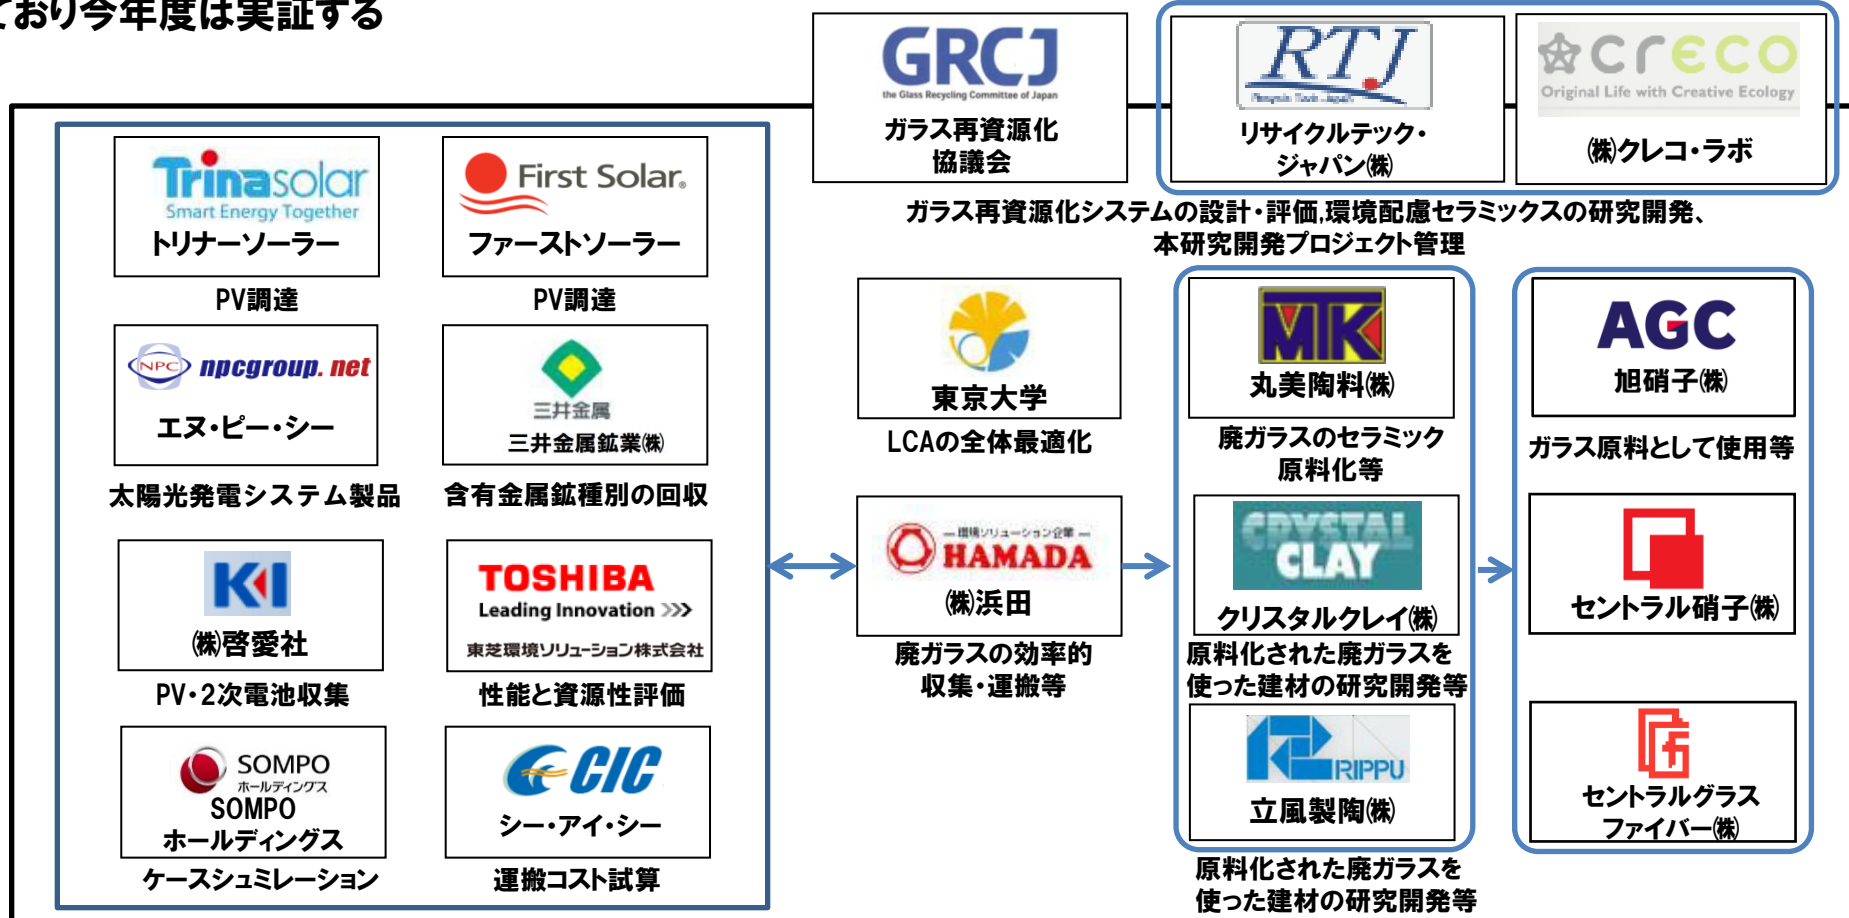 ており今年度は実証する
GRCJ
the Glass Recycling Committee of Japan
ガラス再資源化
協議会
RTJ
リサイクルテック・
ジャパン㈱
creco
Original Life with Creative Ecology
㈱クレコ・ラボ
ガラス再資源化システムの設計・評価,環境配慮セラミックスの研究開発、
本研究開発プロジェクト管理
Trinasolar
Smart Energy Together
トリナーソーラー
PV調達
First Solar®
ファーストソーラー
PV調達
NPC npcgroup.net
エヌ・ピー・シー
太陽光発電システム製品
三井金属
三井金属鉱業㈱
含有金属鉱種別の回収
KI
㈱啓愛社
PV・2次電池収集
TOSHIBA
Leading Innovation >>>
東芝環境ソリューション株式会社
性能と資源性評価
SOMPO
ホールディングス
SOMPO
ホールディングス
ケースシュミレーション
CIC
シー・アイ・シー
運搬コスト試算
東京大学
LCAの全体最適化
環境ソリューション企業
HAMADA
㈱浜田
廃ガラスの効率的
収集・運搬等
MTK
丸美陶料㈱
廃ガラスのセラミック
原料化等
CRYSTAL
CLAY
クリスタルクレイ㈱
原料化された廃ガラスを
使った建材の研究開発等
RIPPU
立風製陶㈱
原料化された廃ガラスを
使った建材の研究開発等
AGC
旭硝子㈱
ガラス原料として使用等
セントラル硝子㈱
セントラルグラス
ファイバー㈱